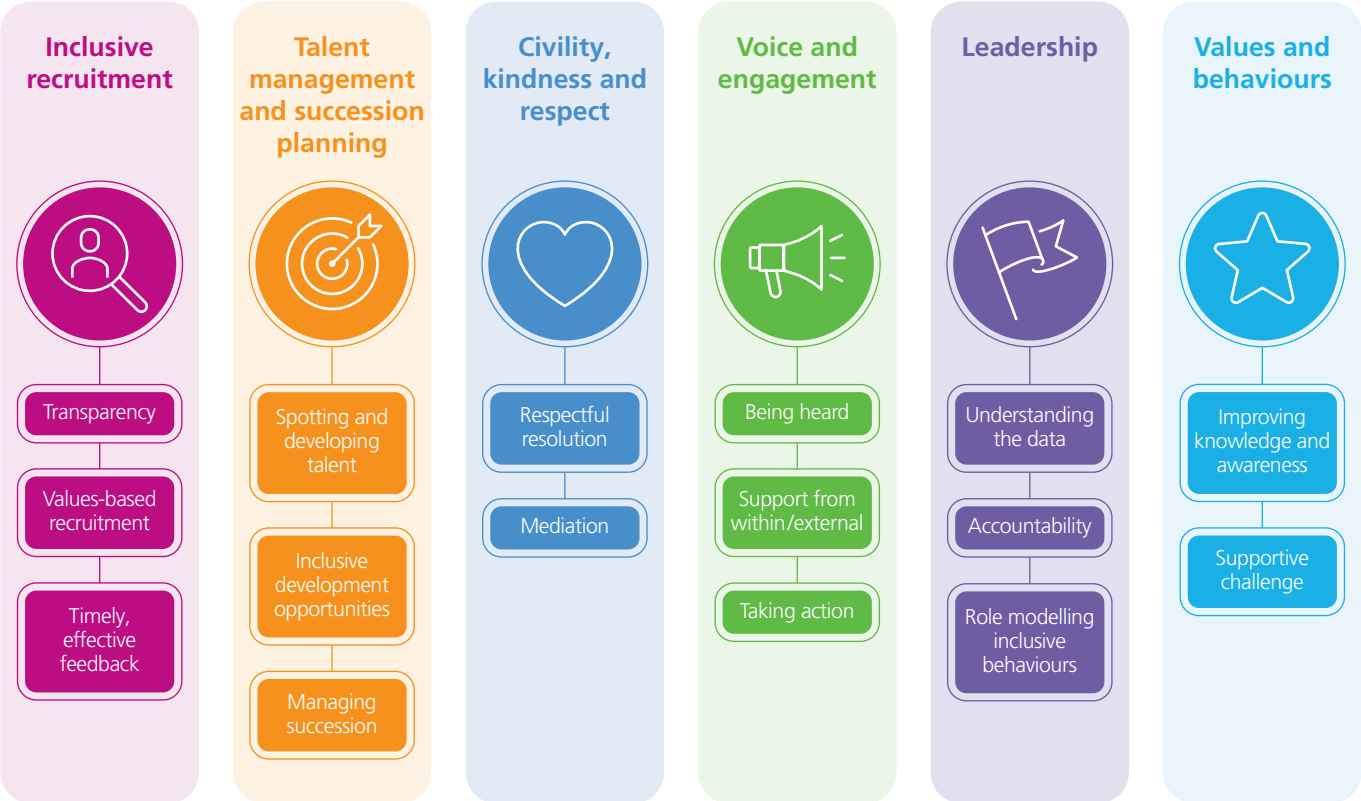 Inclusive
recruitment
Transparency
Values-based
recruitment
Timely,
effective
feedback
Talent
management
and succession
planning
Spotting and
developing
talent
Inclusive
development
opportunities
Managing
succession
Civility,
kindness and
respect
Respectful
resolution
Mediation
Voice and
engagement
Being heard
Support from
within/external
Taking action
Leadership
Understanding
the data
Accountability
Role modelling
inclusive
behaviours
Values and
behaviours
Improving
knowledge and
awareness
Supportive
challenge